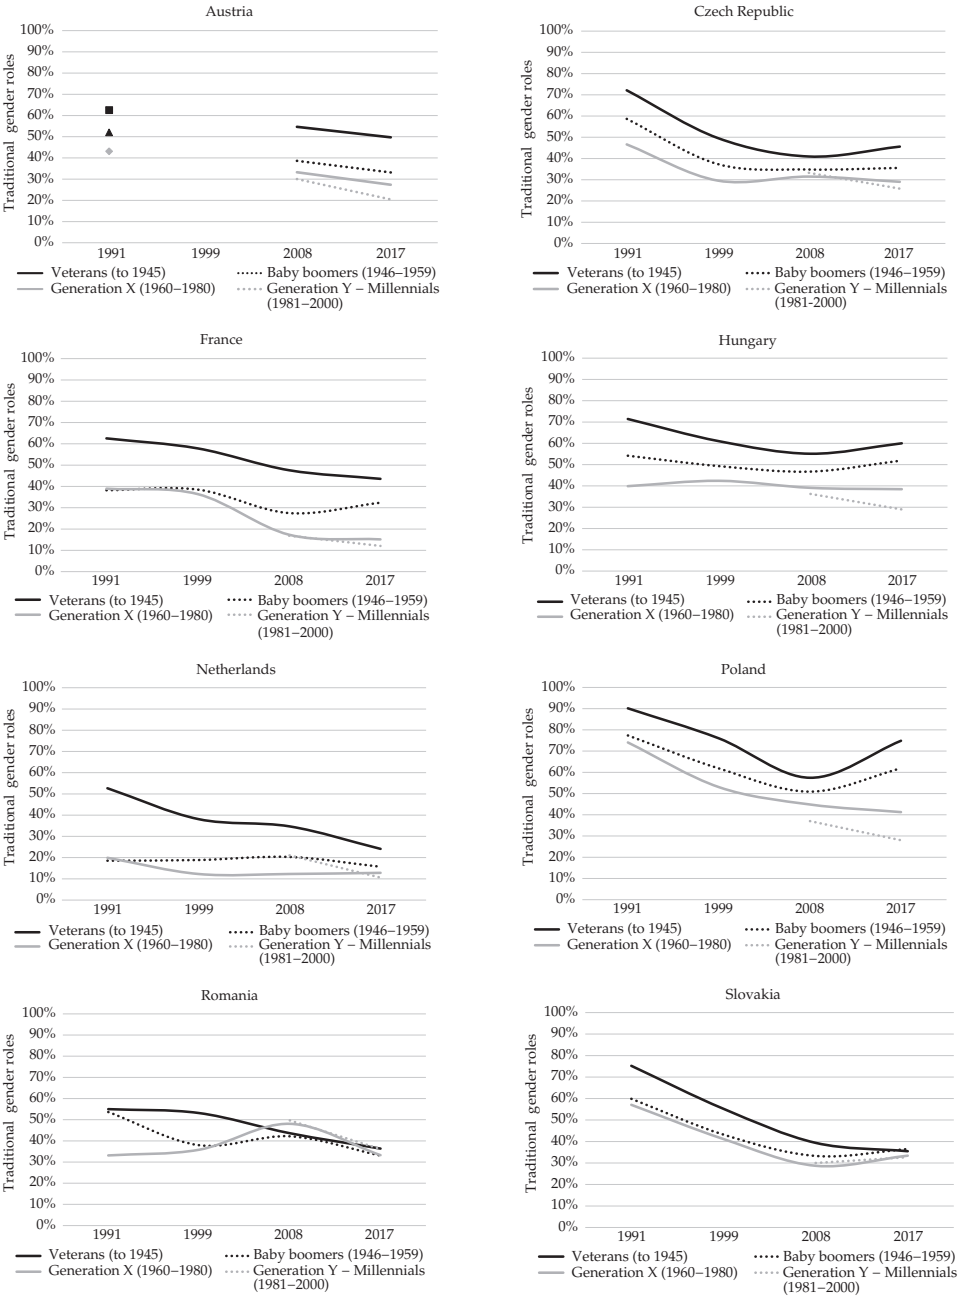 Austria
100%
90%
80%
70%
60%
50%
40%
30%
20%
10%
0%
Traditional gender roles
1991 1999 2008 2017
Veterans (to 1945) Baby boomers (1946–1959)
Generation X (1960–1980) Generation Y – Millennials
(1981–2000)
Czech Republic
100%
90%
80%
70%
60%
50%
40%
30%
20%
10%
0%
Traditional gender roles
1991 1999 2008 2017
Veterans (to 1945) Baby boomers (1946–1959)
Generation X (1960–1980) Generation Y – Millennials
(1981-2000)
France
100%
90%
80%
70%
60%
50%
40%
30%
20%
10%
0%
Traditional gender roles
1991 1999 2008 2017
Veterans (to 1945) Baby boomers (1946–1959)
Generation X (1960–1980) Generation Y – Millennials
(1981–2000)
Hungary
100%
90%
80%
70%
60%
50%
40%
30%
20%
10%
0%
Traditional gender roles
1991 1999 2008 2017
Veterans (to 1945) Baby boomers (1946–1959)
Generation X (1960–1980) Generation Y – Millennials
(1981–2000)
Netherlands
100%
90%
80%
70%
60%
50%
40%
30%
20%
10%
0%
Traditional gender roles
1991 1999 2008 2017
Veterans (to 1945) Baby boomers (1946–1959)
Generation X (1960–1980) Generation Y – Millennials
(1981–2000)
Poland
100%
90%
80%
70%
60%
50%
40%
30%
20%
10%
0%
Traditional gender roles
1991 1999 2008 2017
Veterans (to 1945) Baby boomers (1946–1959)
Generation X (1960–1980) Generation Y – Millennials
(1981–2000)
Romania
100%
90%
80%
70%
60%
50%
40%
30%
20%
10%
0%
Traditional gender roles
1991 1999 2008 2017
Veterans (to 1945) Baby boomers (1946–1959)
Generation X (1960–1980) Generation Y – Millennials
(1981–2000)
Slovakia
100%
90%
80%
70%
60%
50%
40%
30%
20%
10%
0%
Traditional gender roles
1991 1999 2008 2017
Veterans (to 1945) Baby boomers (1946–1959)
Generation X (1960–1980) Generation Y – Millennials
(1981–2000)